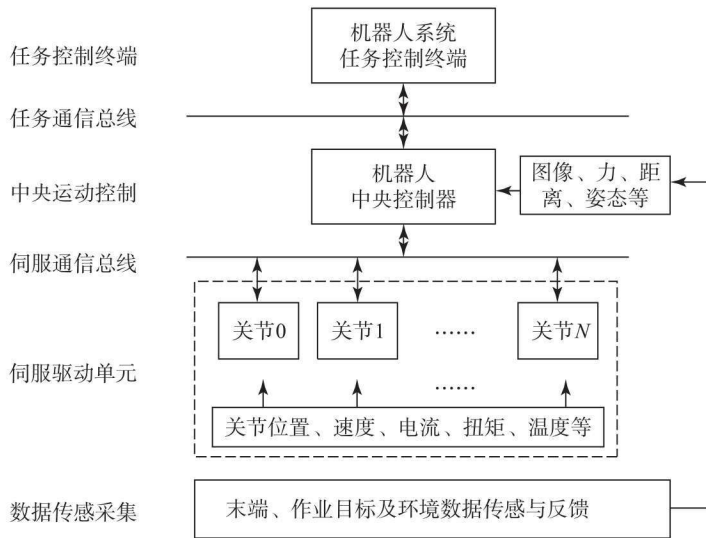 任务控制终端
机器人系统
任务控制终端
任务通信总线
中央运动控制
机器人
中央控制器
图像、力、距
离、姿态等
伺服通信总线
关节0
关节1
……
关节N
伺服驱动单元
……
关节位置、速度、电流、扭矩、温度等
数据传感采集
末端、作业目标及环境数据传感与反馈